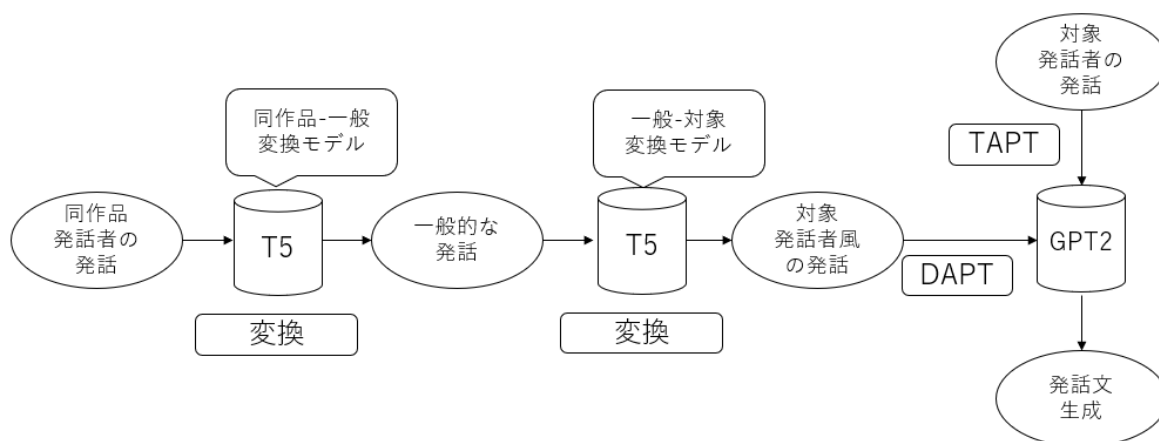 同作品
発話者の
発話
同作品-一般
変換モデル
T5
変換
一般的な
発話
一般-対象
変換モデル
T5
変換
対象
発話者風
の発話
DAPT
対象
発話者の
発話
TAPT
GPT2
発話文
生成